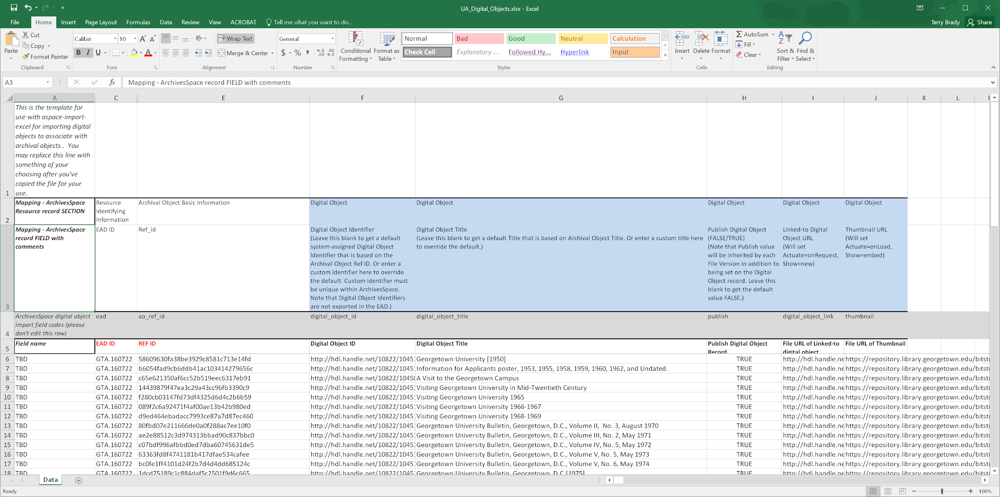 UA_Digital_Objects.xlsx - Excel
File Home Insert Page Layout Formulas Data Review View ACROBAT Tell me what you want to do... Terry Brady Share
Paste Cut Copy Format Painter Clipboard
Calibri 10 B I U A Font
Wrap Text Merge & Center Alignment
General $ % Number
Conditional Formatting Format as Table
Normal Bad Good Neutral Calculation
Check Cell Explanatory ... Followed Hy... Hyperlink Input
Styles
Insert Delete Format Cells
AutoSum Fill Clear Sort & Filter Find & Select Editing
A3 fx Mapping - ArchivesSpace record FIELD with comments
A C E F G H I J K L
1
This is the template for
use with aspace-import-
excel for importing digital
objects to associate with
archival objects . You
may replace this line with
something of your
choosing after you've
copied the file for your
use.
2
Mapping - ArchivesSpace
Resource record SECTION
Resource
Identifying
Information
Archival Object Basic Information
Digital Object
Digital Object
Digital Object
Digital Object
Digital Object
3
Mapping - ArchivesSpace
record FIELD with
comments
EAD ID
Ref_id
Digital Object Identifier
(Leave this blank to get a default
system-assigned Digital Object
Identifier that is based on the
Archival Object Ref ID. Or enter a
custom identifier here to override
the default. Custom identifier must
be unique within ArchivesSpace.
Note that Digital Object Identifiers
are not exported in the EAD.)
Digital Object Title
(Leave this blank to get a default Title that is based on Archival Object Title. Or enter a custom title here
to override the default.)
Publish Digital Object
(FALSE/TRUE)
(Note that Publish value
will be inherited by each
File Version in addition to
being set on the Digital
Object record. Leave this
blank to get the default
value FALSE.)
Linked-to Digital
Object URL
(Will set
Actuate=onRequest,
Show=new)
Thumbnail URL
(Will set
Actuate=onLoad,
Show=embed)
4
ArchivesSpace digital object
import field codes (please
don't edit this row)
ead ao_ref_id digital_object_id digital_object_title publish digital_object_link thumbnail
5 Field name EAD ID REF ID Digital Object ID Digital Object Title
Publish Digital Object
Record
File URL of Linked-to
digital object
File URL of Thumbnail
6 TBD GTA.160722 58609630fa38be3929c8581c713e14fd http://hdl.handle.net/10822/1045 Georgetown University [1950] TRUE http://hdl.handle.ne https://repository.library.georgetown.edu/bitst
7 TBD GTA.160722 b6054fad9cb6ddb41ac103414279656c http://hdl.handle.net/10822/1045 Information for Applicants poster, 1953, 1955, 1958, 1959, 1960, 1962, and Undated. TRUE http://hdl.handle.ne https://repository.library.georgetown.edu/bitst
8 TBD GTA.160722 c65e621350af6cc52b519eec6317eb91 http://hdl.handle.net/10822/1045 A Visit to the Georgetown Campus TRUE http://hdl.handle.ne https://repository.library.georgetown.edu/bitst
9 TBD GTA.160722 14439879f47ea3c29a43cc96fb3390c9 http://hdl.handle.net/10822/1045 Visiting Georgetown University in Mid-Twentieth Century TRUE http://hdl.handle.ne https://repository.library.georgetown.edu/bitst
10 TBD GTA.160722 f280cb03147fd73df4325d6d4c2b6b59 http://hdl.handle.net/10822/1045 Visiting Georgetown University 1965 TRUE http://hdl.handle.ne https://repository.library.georgetown.edu/bitst
11 TBD GTA.160722 089f2c6a92471f4af00ae13b42b980ed http://hdl.handle.net/10822/1045 Visiting Georgetown University 1966-1967 TRUE http://hdl.handle.ne https://repository.library.georgetown.edu/bitst
12 TBD GTA.160722 d9ed464ebadacc7993ce87a7d87ec460 http://hdl.handle.net/10822/1045 Visiting Georgetown University 1968-1969 TRUE http://hdl.handle.ne https://repository.library.georgetown.edu/bitst
13 TBD GTA.160722 80fbd07e211666de0a0f288ac7ee10f0 http://hdl.handle.net/10822/1045 Georgetown University Bulletin, Georgetown, D.C., Volume II, No. 3, August 1970 TRUE http://hdl.handle.ne https://repository.library.georgetown.edu/bitst
14 TBD GTA.160722 ae2e88512c3d974313bbad90c837bbc0 http://hdl.handle.net/10822/1045 Georgetown University Bulletin, Georgetown, D.C., Volume III, No. 2, May 1971 TRUE http://hdl.handle.ne https://repository.library.georgetown.edu/bitst
15 TBD GTA.160722 c07bdf996afbbd0ed7dba60745631de5 http://hdl.handle.net/10822/1045 Georgetown University Bulletin, Georgetown, D.C., Volume IV, No. 5, May 1972 TRUE http://hdl.handle.ne https://repository.library.georgetown.edu/bitst
16 TBD GTA.160722 63363fd8f4741181b417dfae534cafee http://hdl.handle.net/10822/1045 Georgetown University Bulletin, Georgetown, D.C., Volume V, No. 5, May 1973 TRUE http://hdl.handle.ne https://repository.library.georgetown.edu/bitst
17 TBD GTA.160722 bc0fe1ff4101d24f2b7d4d4dd685124c http://hdl.handle.net/10822/1045 Georgetown University Bulletin, Georgetown, D.C., Volume V, No. 6, May 1974 TRUE http://hdl.handle.ne https://repository.library.georgetown.edu/bitst
18 TBD GTA.160722 1dcd75189c1c884daf5c2501f9d6c665 http://hdl.handle.net/10822/1045 Georgetown University Bulletin, Georgetown, D.C [1975] TRUE http://hdl.handle.ne https://repository.library.georgetown.edu/bitst
Data
Ready 100%